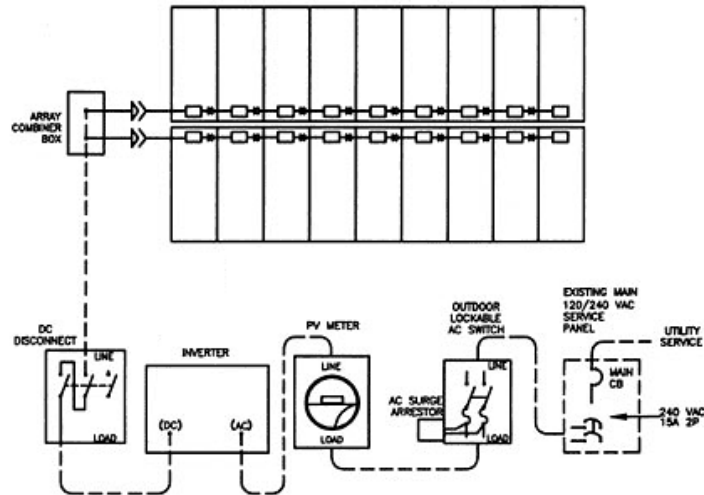 ARRAY
COMBINER
BOX
DC
DISCONNECT
LINE
LOAD
INVERTER
(DC)
(AC)
PV METER
LINE
LOAD
OUTDOOR
LOCKABLE
AC SWITCH
LINE
LOAD
AC SURGE
ARRESTOR
EXISTING MAIN
120/240 VAC
SERVICE
PANEL
MAIN
CB
UTILITY
SERVICE
240 VAC
15A 2P